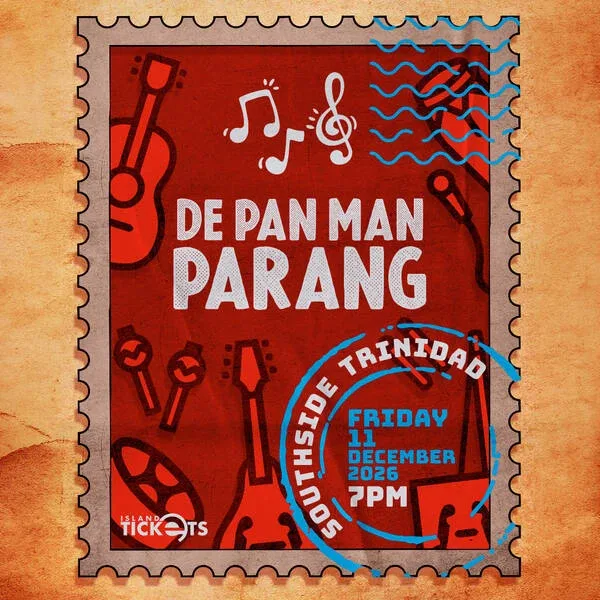 DE PAN MAN
PARANG
SOUTHSIDE TRINIDAD
FRIDAY
11
DECEMBER
2026
7PM
ISLAND
TICKETS